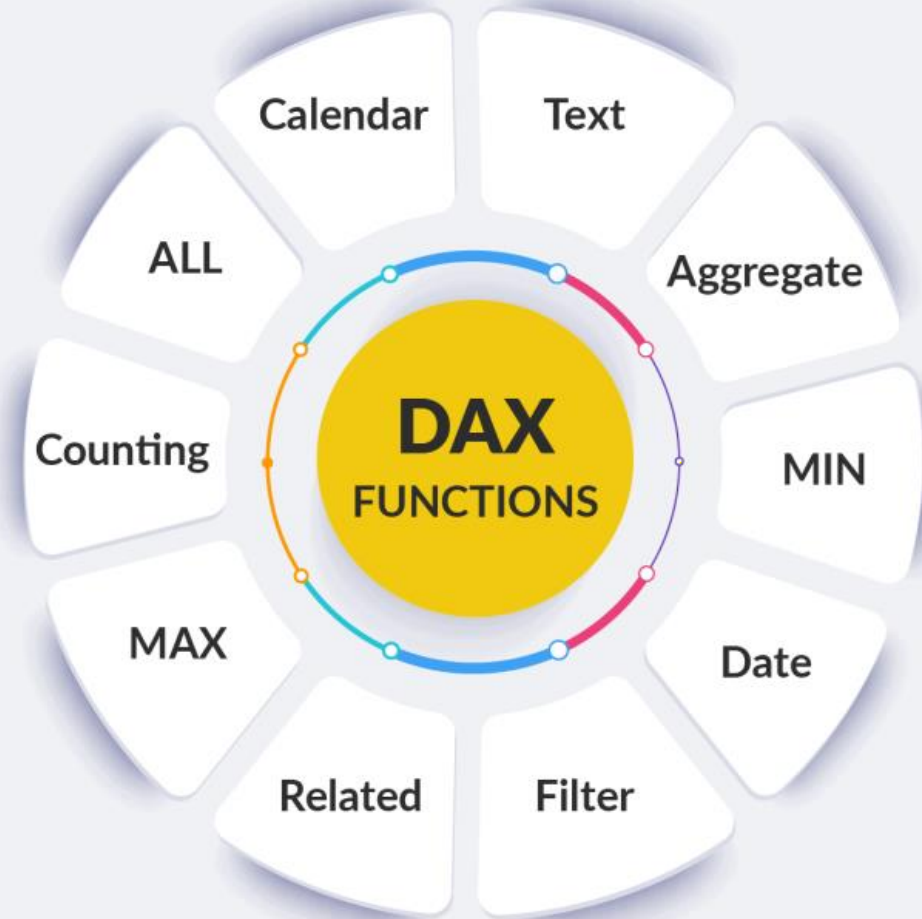 Calendar
Text
ALL
Aggregate
Counting
DAX
FUNCTIONS
MIN
MAX
Date
Related
Filter